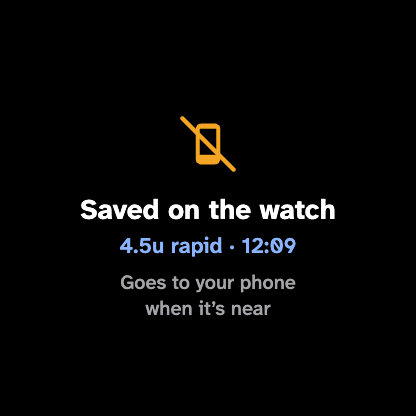 Saved on the watch
4.5u rapid · 12:09
Goes to your phone
when it’s near